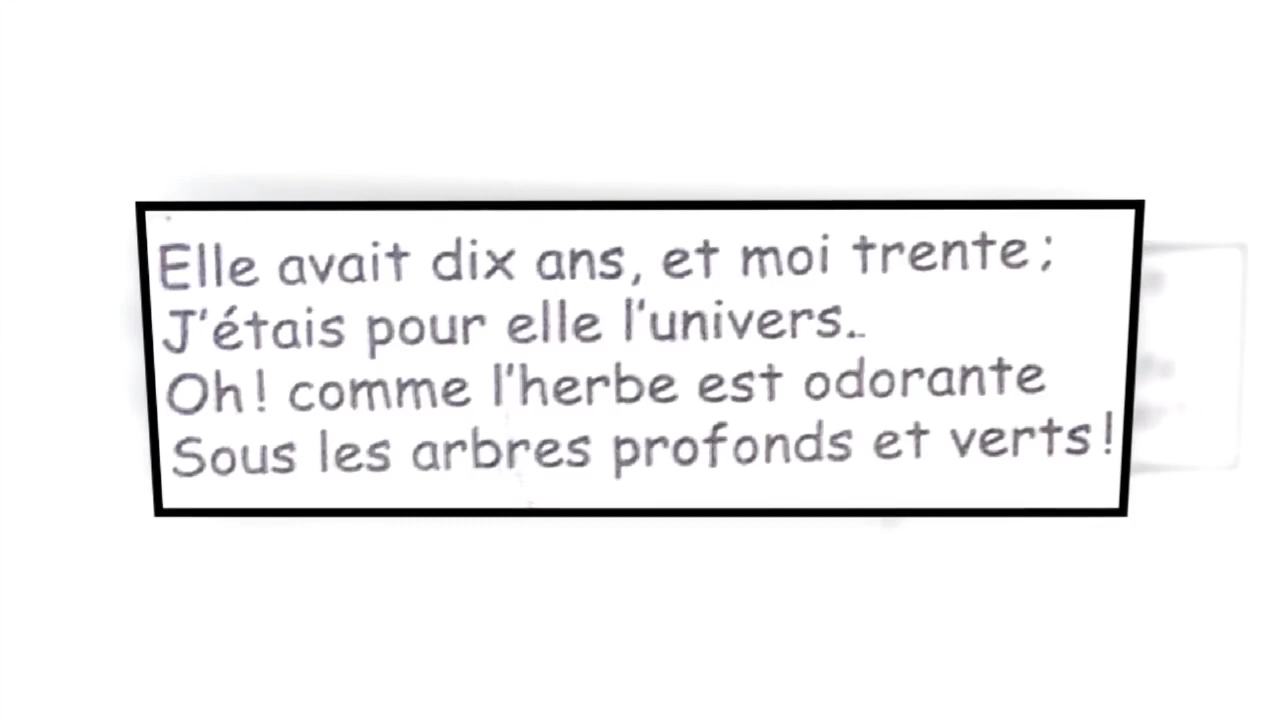 Elle avait dix ans, et moi trente ;
J'étais pour elle l'univers..
Oh ! comme l'herbe est odorante
Sous les arbres profonds et verts !